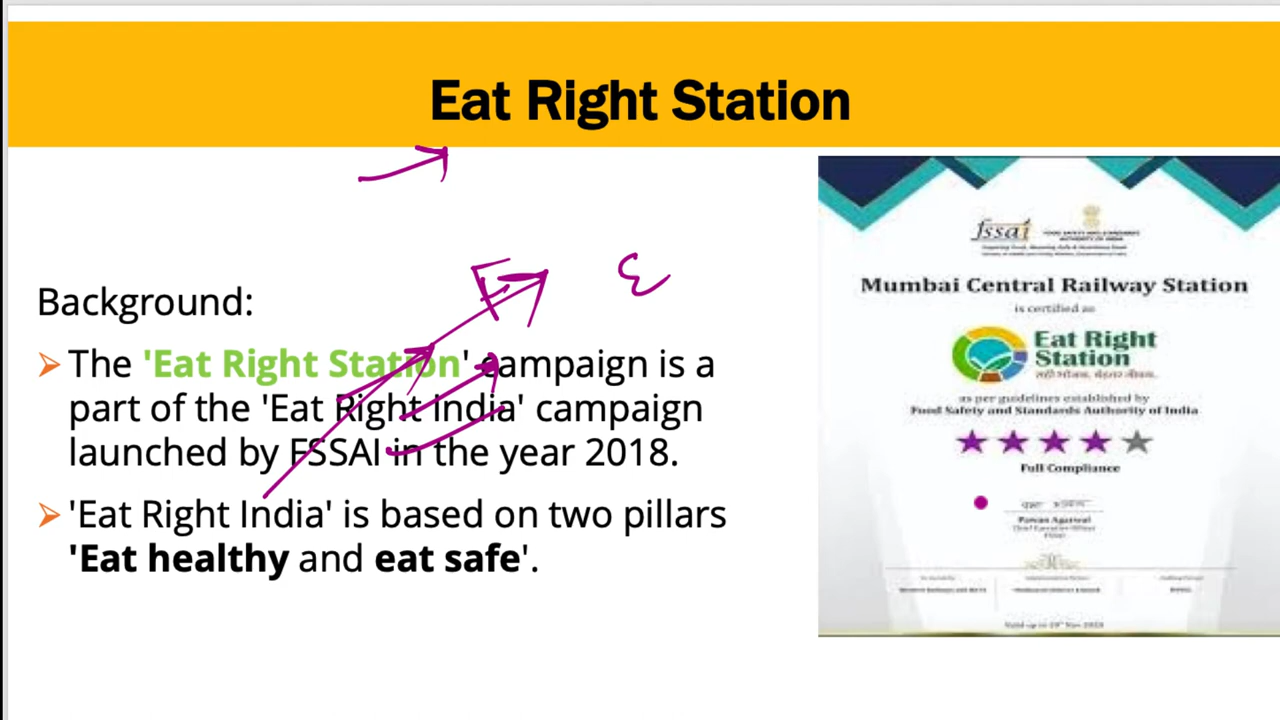 Eat Right Station
Background:
The 'Eat Right Station' campaign is a
part of the 'Eat Right India' campaign
launched by FSSAI in the year 2018.
'Eat Right India' is based on two pillars
'Eat healthy and eat safe'.
fssai
Mumbai Central Railway Station
is certified as
Eat Right
Station
as per guidelines established by
Food Safety and Standards Authority of India
Full Compliance
Pawan Agarwal